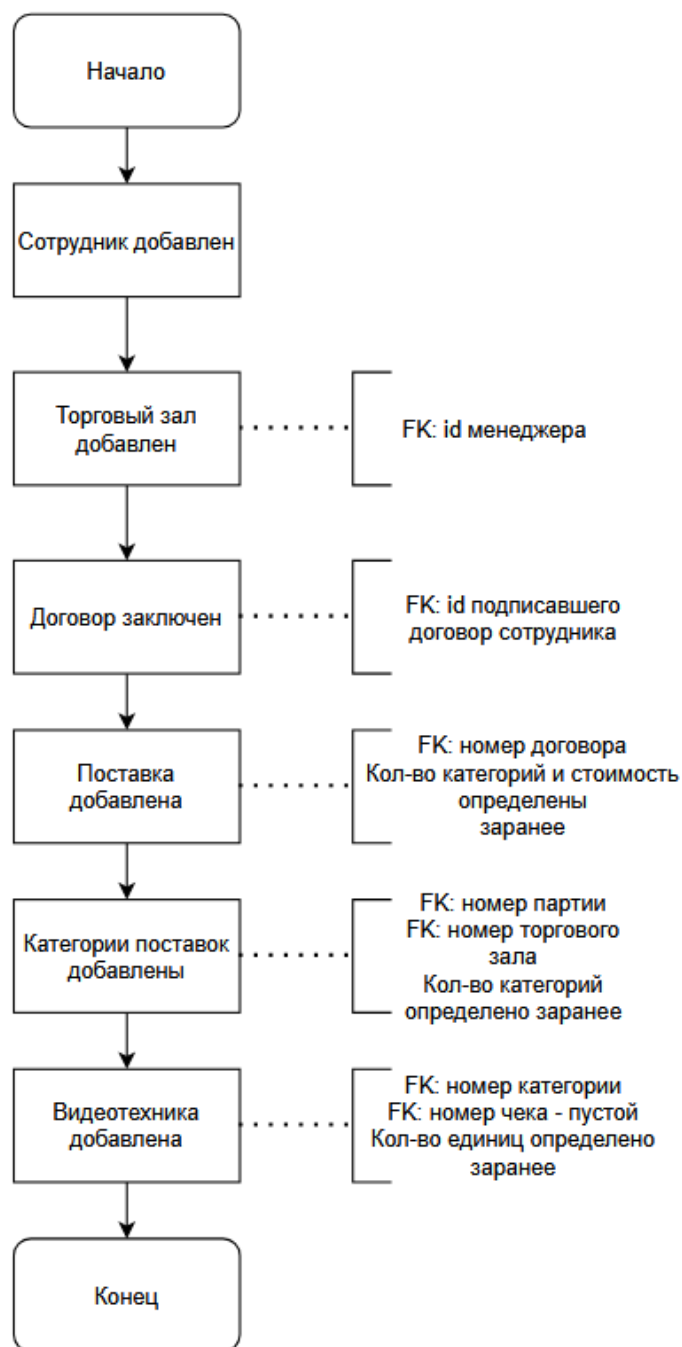 Начало
Сотрудник добавлен
Торговый зал
добавлен
FK: id менеджера
Договор заключен
FK: id подписавшего
договор сотрудника
Поставка
добавлена
FK: номер договора
Кол-во категорий и стоимость
определены
заранее
Категории поставок
добавлены
FK: номер партии
FK: номер торгового
зала
Кол-во категорий
определено заранее
Видеотехника
добавлена
FK: номер категории
FK: номер чека - пустой
Кол-во единиц определено
заранее
Конец